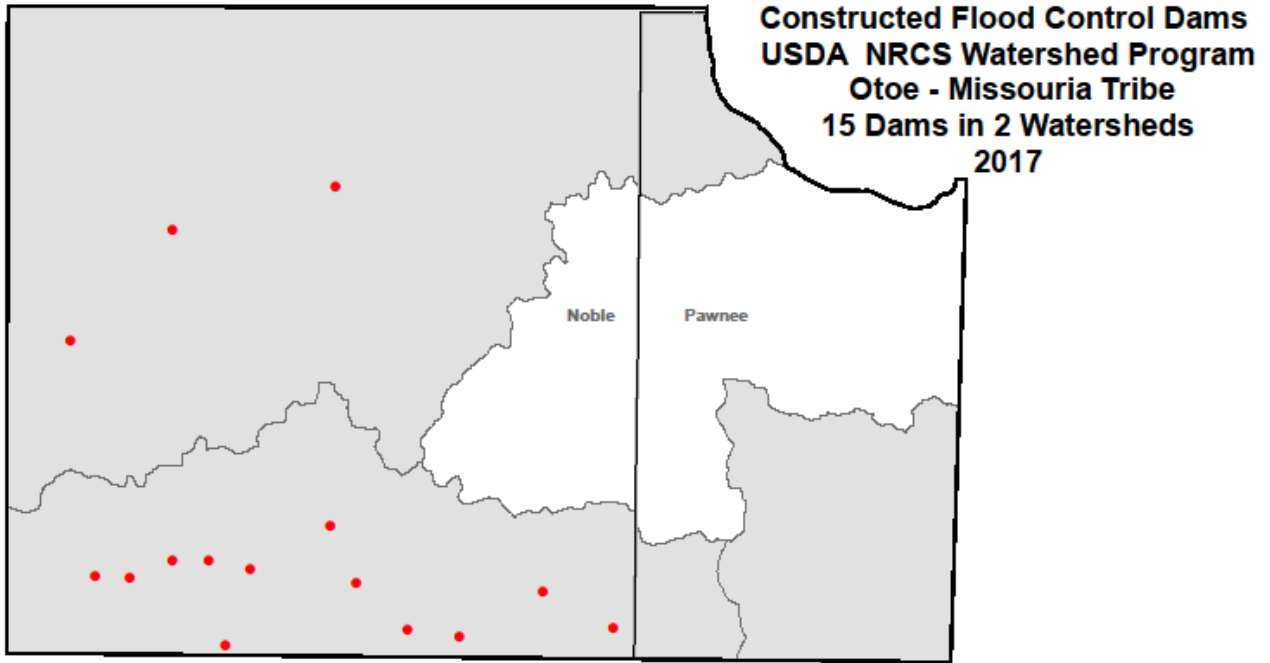 Constructed Flood Control Dams
USDA NRCS Watershed Program
Otoe - Missouria Tribe
15 Dams in 2 Watersheds
2017
Noble
Pawnee